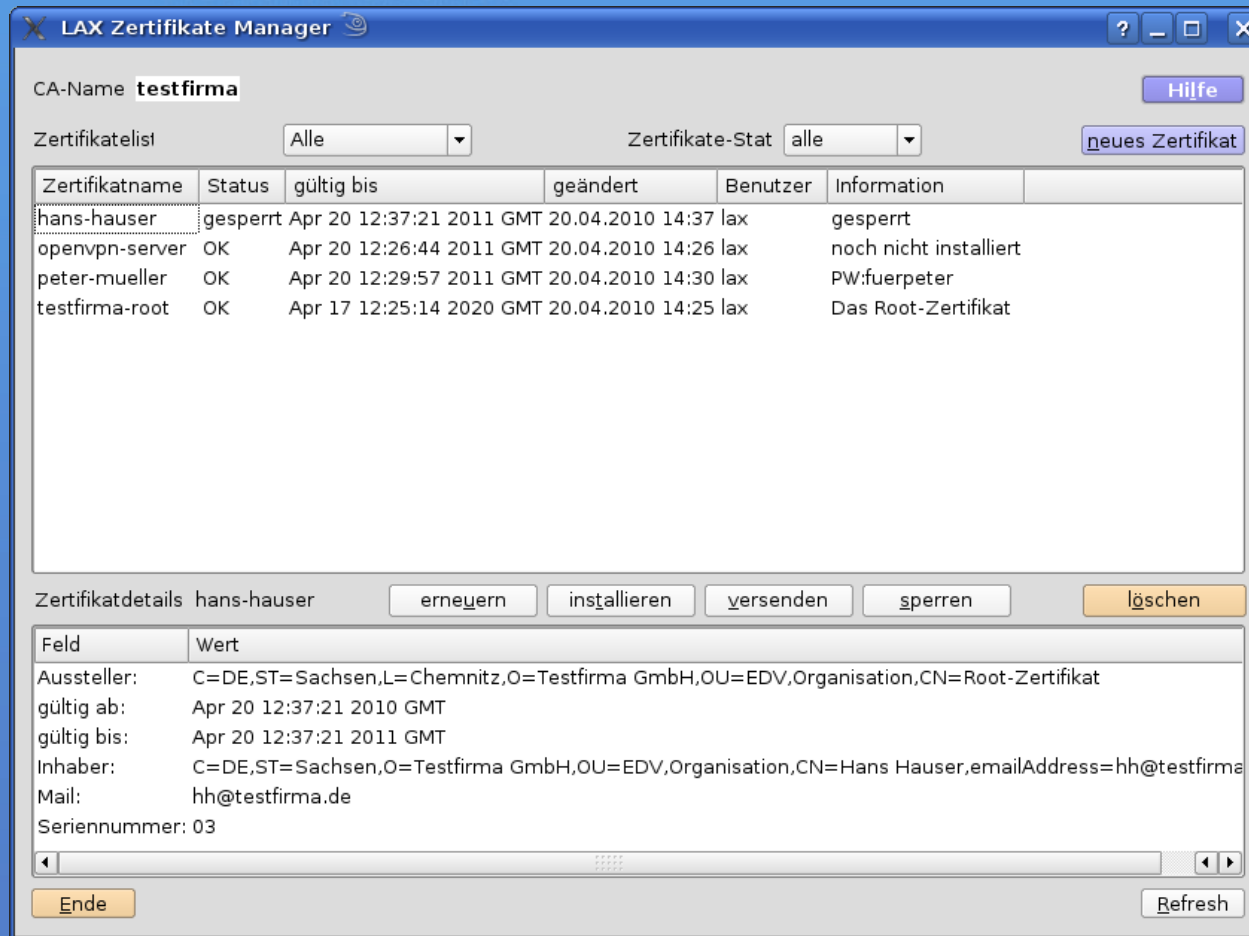 LAX Zertifikate Manager
CA-Name testfirma Hilfe
Zertifikatelist Alle Zertifikate-Stat alle neues Zertifikat
Zertifikatname Status gültig bis geändert Benutzer Information
hans-hauser gesperrt Apr 20 12:37:21 2011 GMT 20.04.2010 14:37 lax gesperrt
openvpn-server OK Apr 20 12:26:44 2011 GMT 20.04.2010 14:26 lax noch nicht installiert
peter-mueller OK Apr 20 12:29:57 2011 GMT 20.04.2010 14:30 lax PW:fuerpeter
testfirma-root OK Apr 17 12:25:14 2020 GMT 20.04.2010 14:25 lax Das Root-Zertifikat
Zertifikatdetails hans-hauser erneuern installieren versenden sperren löschen
Feld Wert
Aussteller: C=DE,ST=Sachsen,L=Chemnitz,O=Testfirma GmbH,OU=EDV,Organisation,CN=Root-Zertifikat
gültig ab: Apr 20 12:37:21 2010 GMT
gültig bis: Apr 20 12:37:21 2011 GMT
Inhaber: C=DE,ST=Sachsen,O=Testfirma GmbH,OU=EDV,Organisation,CN=Hans Hauser,emailAddress=hh@testfirma
Mail: hh@testfirma.de
Seriennummer: 03
Ende Refresh